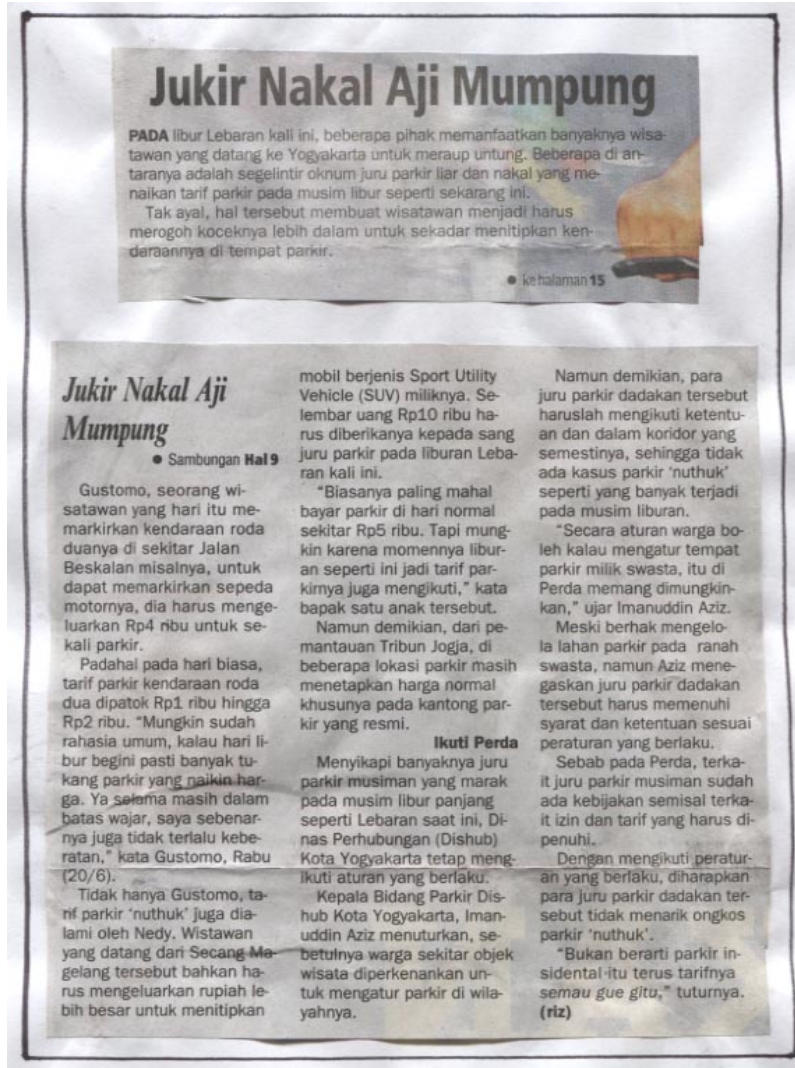 Jukir Nakal Aji Mumpung
PADA libur Lebaran kali ini, beberapa pihak memanfaatkan banyaknya wisa-
tawan yang datang ke Yogyakarta untuk meraup untung. Beberapa di an-
taranya adalah segelintir oknum juru parkir liar dan nakal yang me-
naikan tarif parkir pada musim libur seperti sekarang ini.
Tak ayal, hal tersebut membuat wisatawan menjadi harus
merogoh koceknya lebih dalam untuk sekadar menitipkan ken-
daraannya di tempat parkir.
● ke halaman 15
Jukir Nakal Aji
Mumpung
● Sambungan Hal 9
Gustomo, seorang wi-
satawan yang hari itu me-
markirkan kendaraan roda
duanya di sekitar Jalan
Beskalan misalnya, untuk
dapat memarkirkan sepeda
motornya, dia harus menge-
luarkan Rp4 ribu untuk se-
kali parkir.
Padahal pada hari biasa,
tarif parkir kendaraan roda
dua dipatok Rp1 ribu hingga
Rp2 ribu. “Mungkin sudah
rahasia umum, kalau hari li-
bur begini pasti banyak tu-
kang parkir yang naikin har-
ga. Ya selama masih dalam
batas wajar, saya sebenar-
nya juga tidak terlalu kebe-
ratan,” kata Gustomo, Rabu
(20/6).
Tidak hanya Gustomo, ta-
rif parkir ‘nuthuk’ juga dia-
lami oleh Nedy. Wistawan
yang datang dari Secang Ma-
gelang tersebut bahkan ha-
rus mengeluarkan rupiah le-
bih besar untuk menitipkan
mobil berjenis Sport Utility
Vehicle (SUV) miliknya. Se-
lembar uang Rp10 ribu ha-
rus diberikanya kepada sang
juru parkir pada liburan Leba-
ran kali ini.
“Biasanya paling mahal
bayar parkir di hari normal
sekitar Rp5 ribu. Tapi mung-
kin karena momennya libur-
an seperti ini jadi tarif par-
kirnya juga mengikuti,” kata
bapak satu anak tersebut.
Namun demikian, dari pe-
mantauan Tribun Jogja, di
beberapa lokasi parkir masih
menetapkan harga normal
khusunya pada kantong par-
kir yang resmi.
Ikuti Perda
Menyikapi banyaknya juru
parkir musiman yang marak
pada musim libur panjang
seperti Lebaran saat ini, Di-
nas Perhubungan (Dishub)
Kota Yogyakarta tetap meng-
ikuti aturan yang berlaku.
Kepala Bidang Parkir Dis-
hub Kota Yogyakarta, Iman-
uddin Aziz menuturkan, se-
betulnya warga sekitar objek
wisata diperkenankan un-
tuk mengatur parkir di wila-
yahnya.
Namun demikian, para
juru parkir dadakan tersebut
haruslah mengikuti ketentu-
an dan dalam koridor yang
semestinya, sehingga tidak
ada kasus parkir ‘nuthuk’
seperti yang banyak terjadi
pada musim liburan.
“Secara aturan warga bo-
leh kalau mengatur tempat
parkir milik swasta, itu di
Perda memang dimungkin-
kan,” ujar Imanuddin Aziz.
Meski berhak mengelo-
la lahan parkir pada ranah
swasta, namun Aziz mene-
gaskan juru parkir dadakan
tersebut harus memenuhi
syarat dan ketentuan sesuai
peraturan yang berlaku.
Sebab pada Perda, terka-
it juru parkir musiman sudah
ada kebijakan semisal terka-
it izin dan tarif yang harus di-
penuhi.
Dengan mengikuti peratur-
an yang berlaku, diharapkan
para juru parkir dadakan ter-
sebut tidak menarik ongkos
parkir ‘nuthuk’.
“Bukan berarti parkir in-
sidental itu terus tarifnya
semau gue gitu,” tuturnya.
(riz)